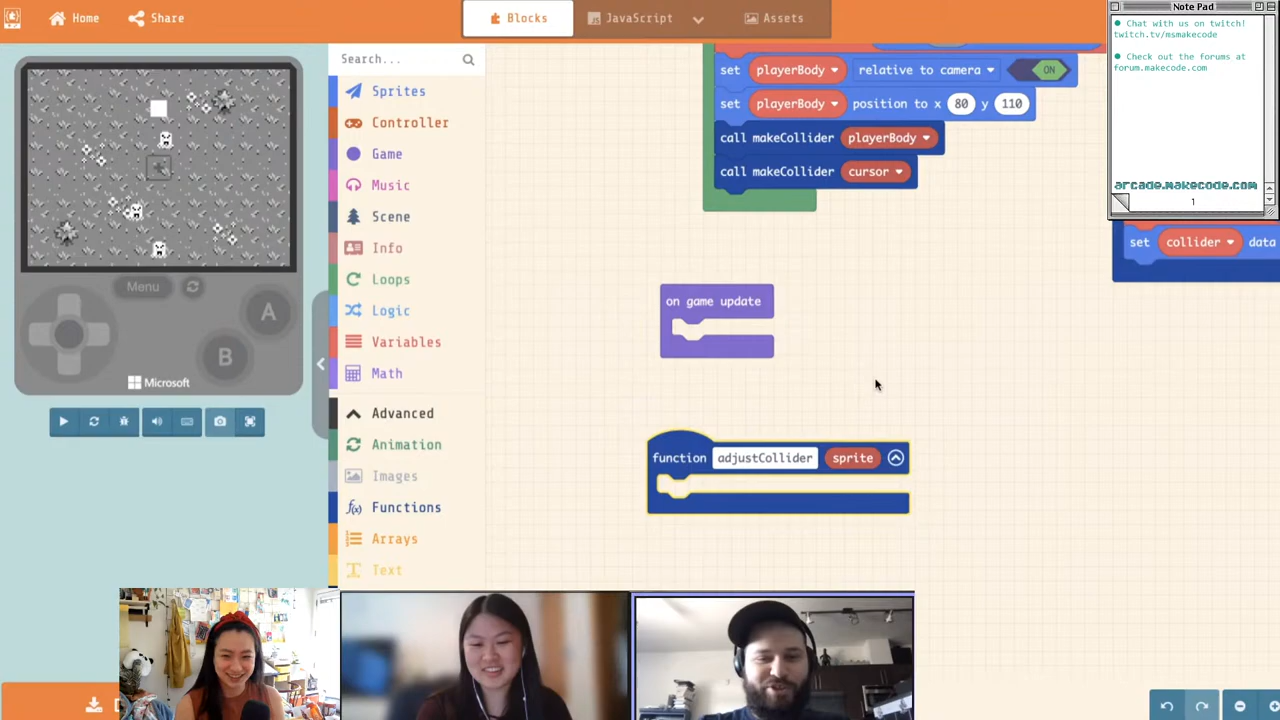 Home
Share
Blocks
JavaScript
Assets
Note Pad
Chat with us on twitch!
twitch.tv/msmakecode
Check out the forums at
forum.makecode.com
arcade.makecode.com
1
Search...
Sprites
Controller
Game
Music
Scene
Info
Loops
Logic
Variables
Math
Advanced
Animation
Images
Functions
Arrays
Text
Menu
A
B
Microsoft
set playerBody relative to camera ON
set playerBody position to x 80 y 110
call makeCollider playerBody
call makeCollider cursor
set collider data
on game update
function adjustCollider sprite